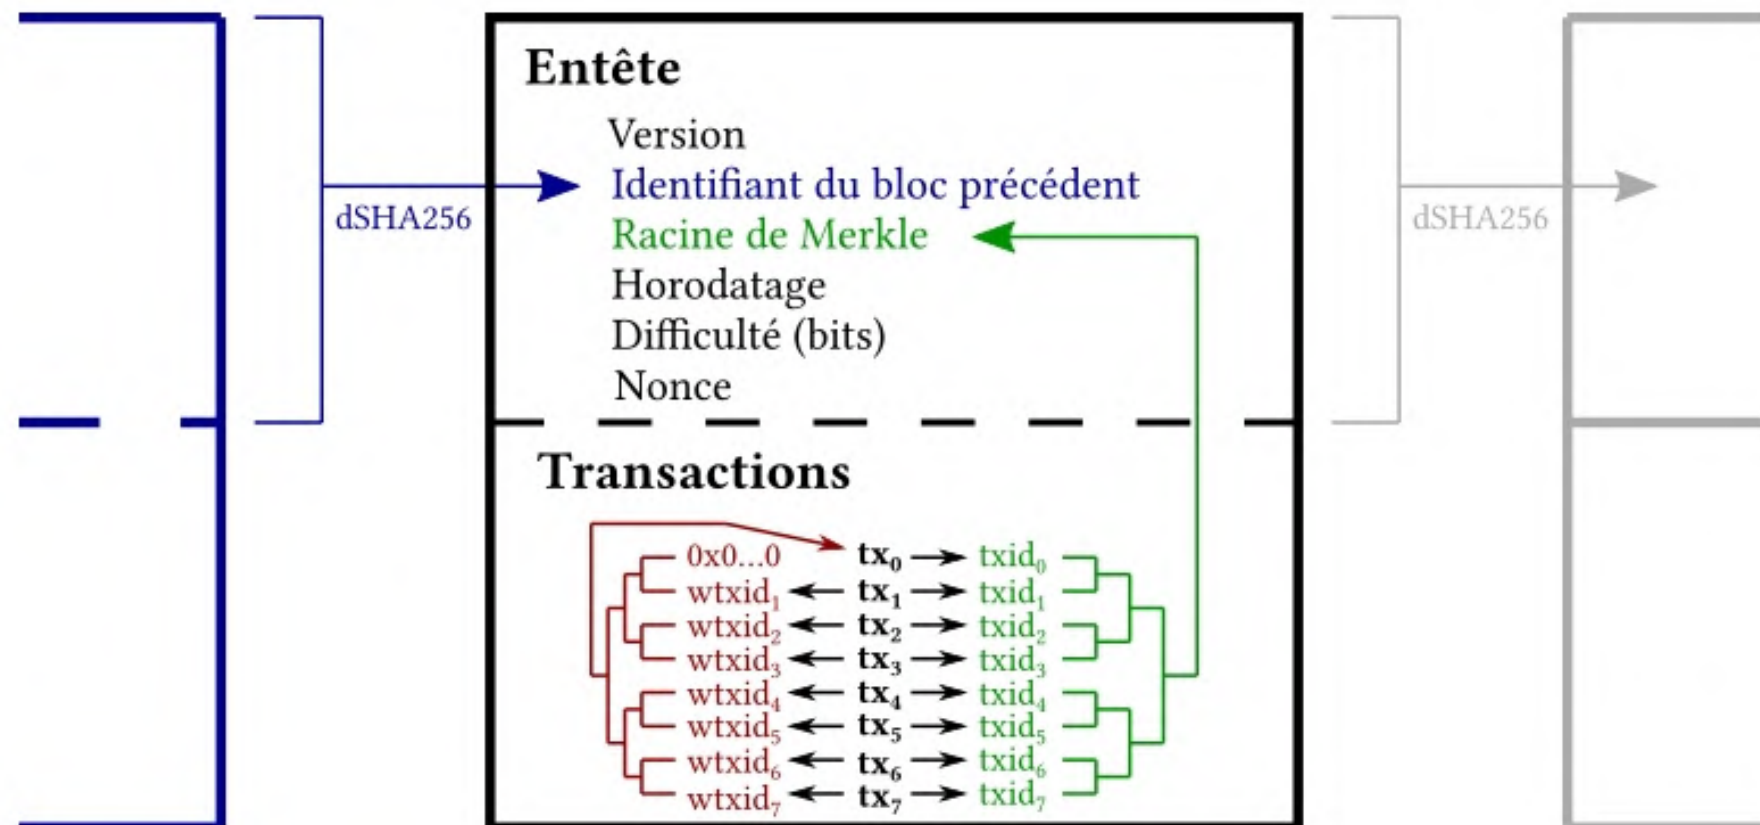 Entête
Version
dSHA256 Identifiant du bloc précédent dSHA256
Racine de Merkle
Horodatage
Difficulté (bits)
Nonce
Transactions
0x0...0 tx₀ txid₀
wtxid₁ tx₁ txid₁
wtxid₂ tx₂ txid₂
wtxid₃ tx₃ txid₃
wtxid₄ tx₄ txid₄
wtxid₅ tx₅ txid₅
wtxid₆ tx₆ txid₆
wtxid₇ tx₇ txid₇